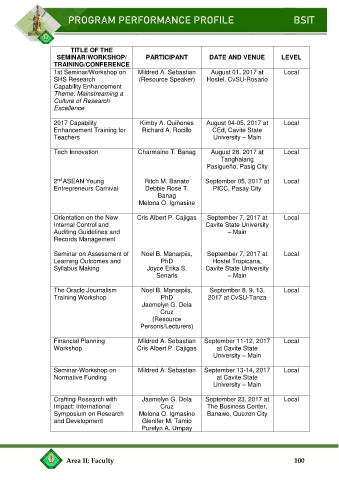 PROGRAM PERFORMANCE PROFILE BSIT
TITLE OF THE
SEMINAR/WORKSHOP/ PARTICIPANT DATE AND VENUE LEVEL
TRAINING/CONFERENCE
1st Seminar/Workshop on Mildred A. Sebastian August 01, 2017 at Local
SHS Research (Resource Speaker) Hostel, CvSU-Rosario
Capability Enhancement
Theme: Mainstreaming a
Culture of Research
Excellence
2017 Capability Kimby A. Quiñones August 04-05, 2017 at Local
Enhancement Training for Richard A. Rocillo CEd, Cavite State
Teachers University – Main
Tech Innovation Charmaine T. Banag August 28, 2017 at Local
Tanghalang
Pasigueño, Pasig City
2nd ASEAN Young Ritch M. Banate September 05, 2017 at Local
Entrepreneurs Carnival Debbie Rose T. PICC, Pasay City
Banag
Melona O. Igmasine
Orientation on the New Cris Albert P. Cajigas September 7, 2017 at Local
Internal Control and Cavite State University
Auditing Guidelines and – Main
Records Management
Seminar on Assessment of Noel B. Manarpiis, September 7, 2017 at Local
Learning Outcomes and PhD Hostel Tropicana,
Syllabus Making Joyce Erika S. Cavite State University
Senaris – Main
The Oracle Journalism Noel B. Manarpiis, September 8, 9, 13, Local
Training Workshop PhD 2017 at CvSU-Tanza
Jaemelyn G. Dela
Cruz
(Resource
Persons/Lecturers)
Financial Planning Mildred A. Sebastian September 11-12, 2017 Local
Workshop Cris Albert P. Cajigas at Cavite State
University – Main
Seminar-Workshop on Mildred A. Sebastian September 13-14, 2017 Local
Normative Funding at Cavite State
University – Main
Crafting Research with Jaemelyn G. Dela September 23, 2017 at Local
Impact: International Cruz The Business Center,
Symposium on Research Melona O. Igmasine Banawe, Quezon City
and Development Glenifer M. Tamio
Purelyn A. Umpay
Area II: Faculty 100